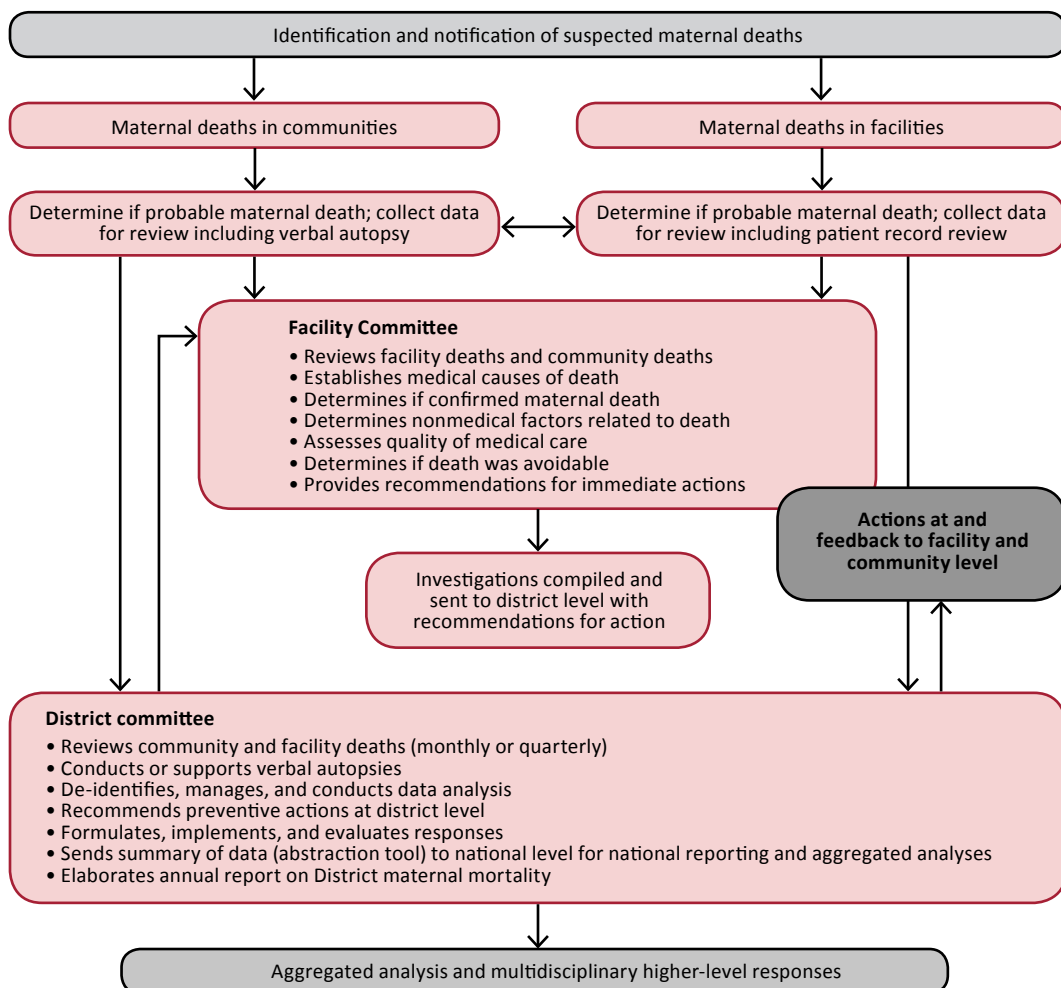 Identification and notification of suspected maternal deaths
Maternal deaths in communities
Maternal deaths in facilities
Determine if probable maternal death; collect data
for review including verbal autopsy
Determine if probable maternal death; collect data
for review including patient record review
Facility Committee
• Reviews facility deaths and community deaths
• Establishes medical causes of death
• Determines if confirmed maternal death
• Determines nonmedical factors related to death
• Assesses quality of medical care
• Determines if death was avoidable
• Provides recommendations for immediate actions
Actions at and
feedback to facility and
community level
Investigations compiled and
sent to district level with
recommendations for action
District committee
• Reviews community and facility deaths (monthly or quarterly)
• Conducts or supports verbal autopsies
• De-identifies, manages, and conducts data analysis
• Recommends preventive actions at district level
• Formulates, implements, and evaluates responses
• Sends summary of data (abstraction tool) to national level for national reporting and aggregated analyses
• Elaborates annual report on District maternal mortality
Aggregated analysis and multidisciplinary higher-level responses